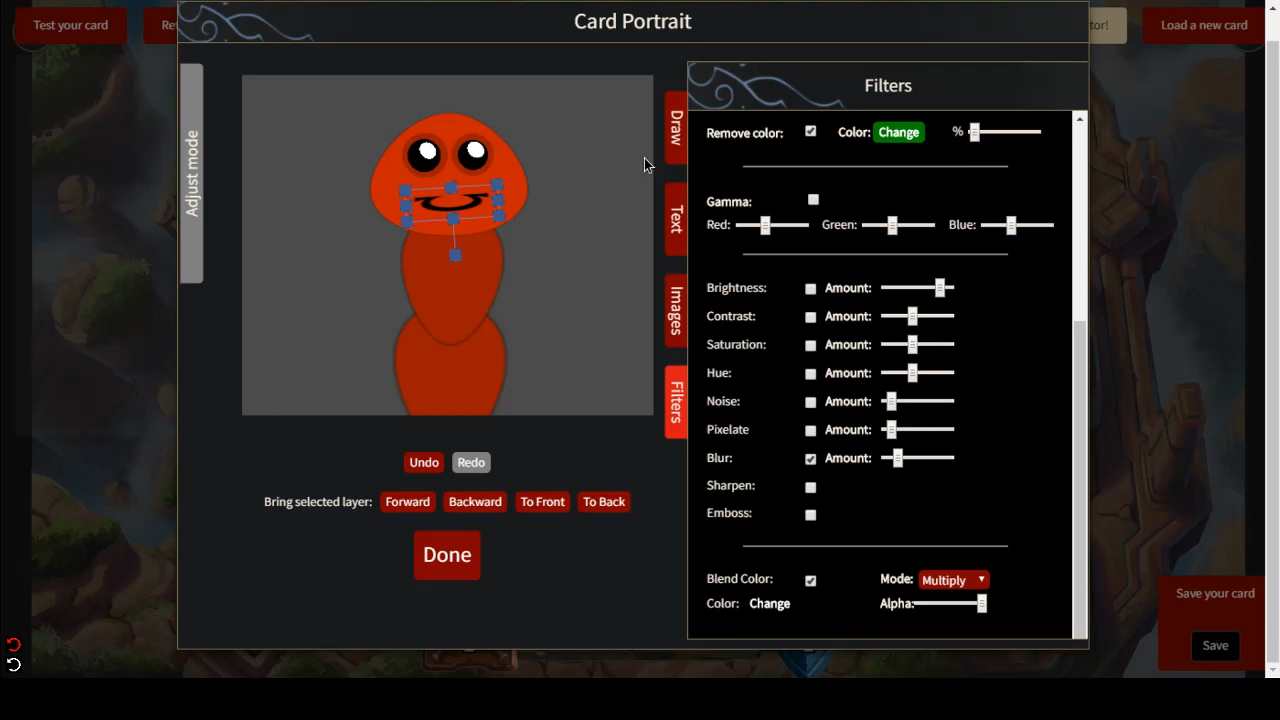 Test your card
Re
Card Portrait
tor!
Load a new card
Adjust mode
Draw
Text
Images
Filters
Filters
Remove color:
Color: Change
%
Gamma:
Red:
Green:
Blue:
Brightness: Amount:
Contrast: Amount:
Saturation: Amount:
Hue: Amount:
Noise: Amount:
Pixelate Amount:
Blur: Amount:
Sharpen:
Emboss:
Blend Color: Mode: Multiply
Color: Change Alpha:
Undo Redo
Bring selected layer: Forward Backward To Front To Back
Done
Save your card
Save